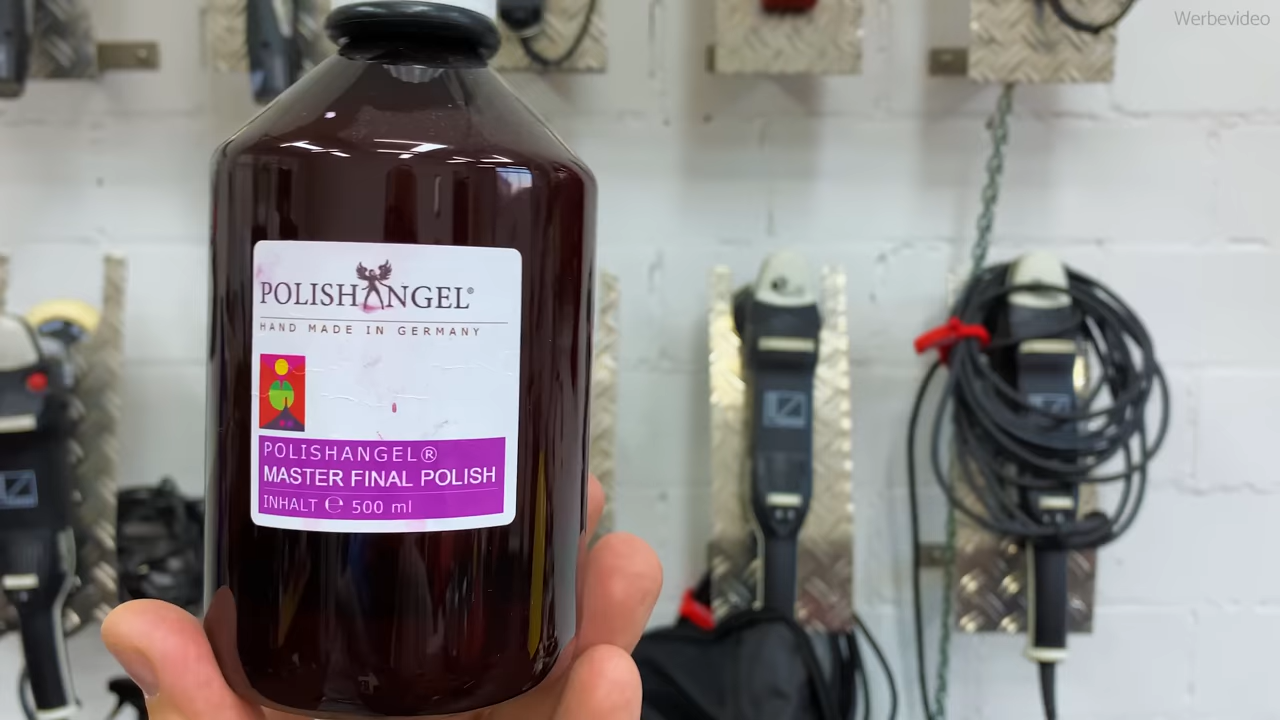 Werbevideo
POLISHANGEL®
HAND MADE IN GERMANY
POLISHANGEL®
MASTER FINAL POLISH
INHALT ℮ 500 ml